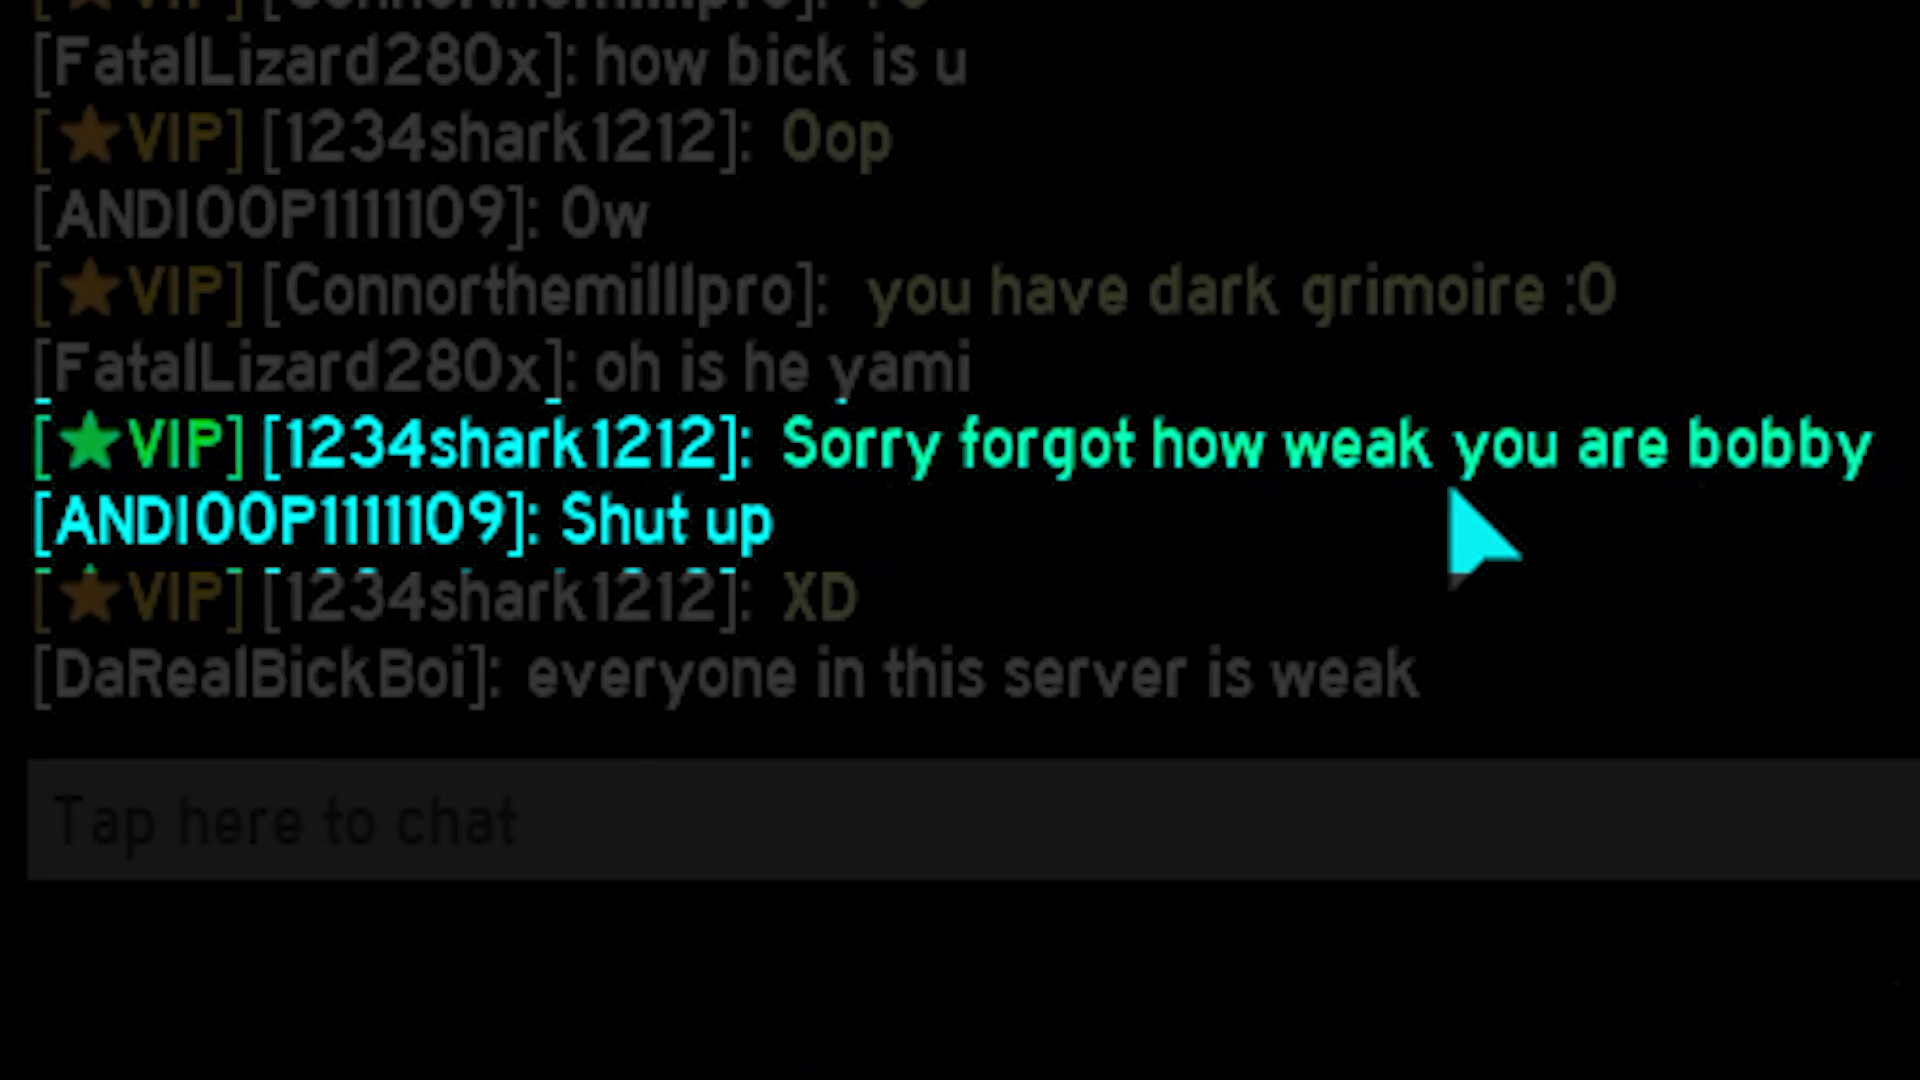 [FatalLizard280x]: how bick is u
[★VIP] [1234shark1212]: Oop
[ANDIOOP1111109]: Ow
[★VIP] [Connorthemilllpro]: you have dark grimoire :O
[FatalLizard280x]: oh is he yami
[★VIP] [1234shark1212]: Sorry forgot how weak you are bobby
[ANDIOOP1111109]: Shut up
[★VIP] [1234shark1212]: XD
[DaRealBickBoi]: everyone in this server is weak
Tap here to chat